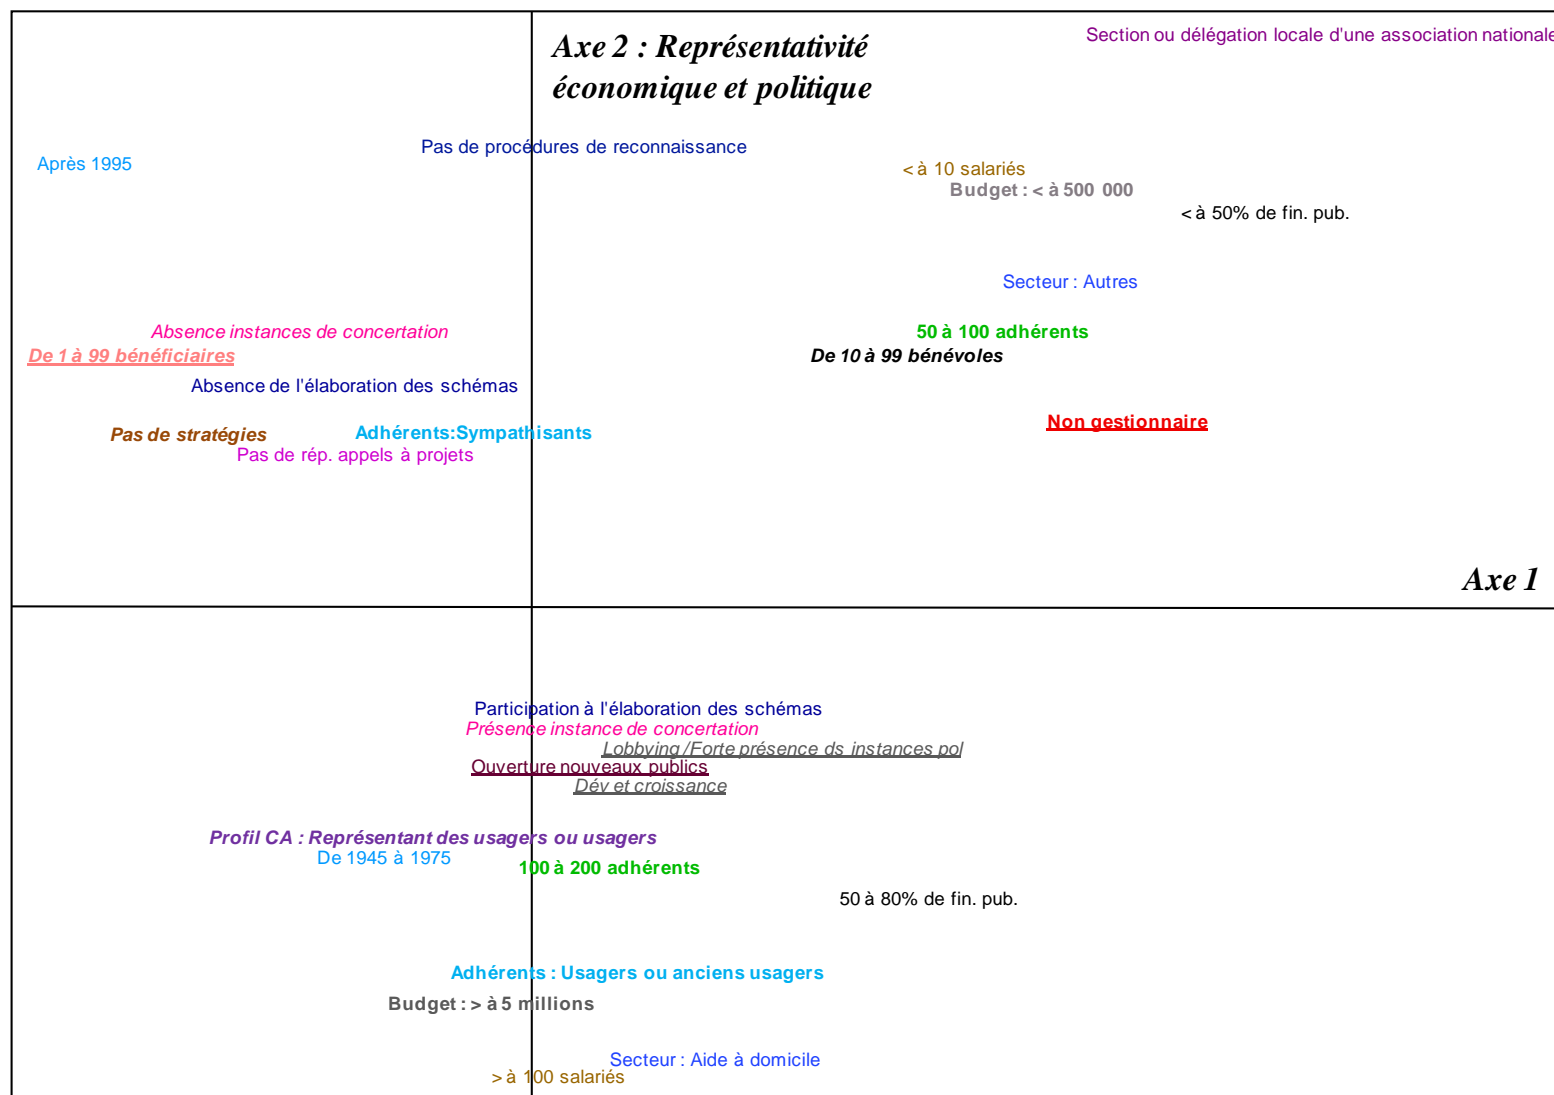 Section ou délégation locale d'une association nationale
Axe 2 : Représentativité
économique et politique
Pas de procédures de reconnaissance
Après 1995
< à 10 salariés
Budget : < à 500 000
< à 50% de fin. pub.
Secteur : Autres
Absence instances de concertation
50 à 100 adhérents
De 1 à 99 bénéficiaires
De 10 à 99 bénévoles
Absence de l'élaboration des schémas
Non gestionnaire
Pas de stratégies
Adhérents:Sympathisants
Pas de rép. appels à projets
Axe 1
Participation à l'élaboration des schémas
Présence instance de concertation
Lobbying /Forte présence ds instances pol
Ouverture nouveaux publics
Dév et croissance
Profil CA : Représentant des usagers ou usagers
De 1945 à 1975
100 à 200 adhérents
50 à 80% de fin. pub.
Adhérents : Usagers ou anciens usagers
Budget : > à 5 millions
Secteur : Aide à domicile
> à 100 salariés